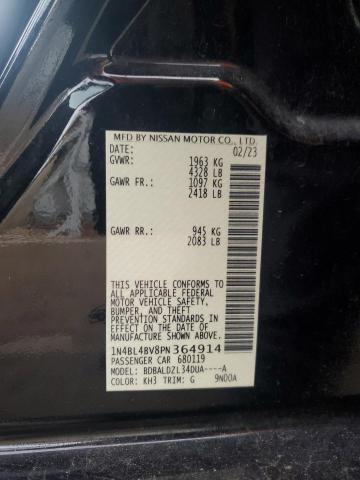 MFD BY NISSAN MOTOR CO., LTD.
DATE: 02/23
GVWR: 1963 KG
4328 LB
GAWR FR: 1097 KG
2418 LB
GAWR RR: 945 KG
2083 LB
THIS VEHICLE CONFORMS TO
ALL APPLICABLE FEDERAL
MOTOR VEHICLE SAFETY,
BUMPER, AND THEFT
PREVENTION STANDARDS IN
EFFECT ON THE DATE OF
MANUFACTURE SHOWN ABOVE.
1N4BL4BV8PN364914
PASSENGER CAR 680119
MODEL: BDBALDZL34DUA----A
COLOR: KH3 TRIM: G 9N00A